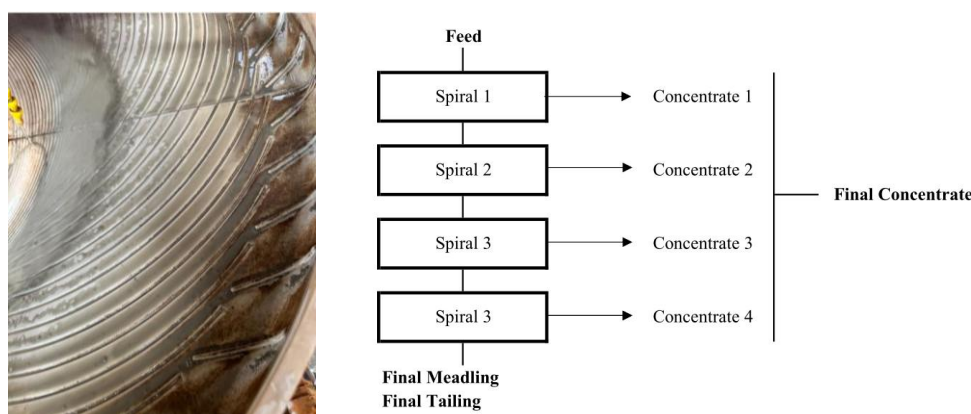 Feed
Spiral 1
Concentrate 1
Spiral 2
Concentrate 2
Final Concentrate
Spiral 3
Concentrate 3
Spiral 3
Concentrate 4
Final Meadling
Final Tailing